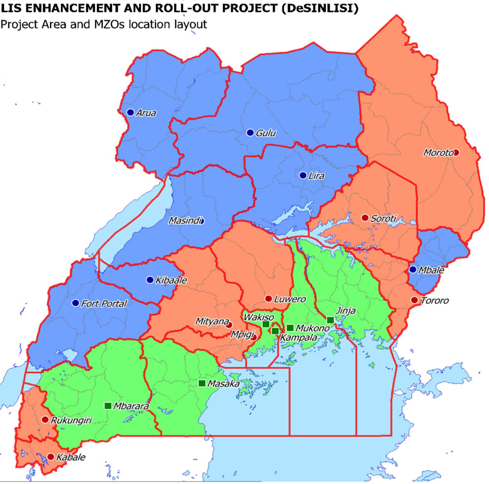 LIS ENHANCEMENT AND ROLL-OUT PROJECT (DeSINLISI)
Project Area and MZOs location layout
Arua
Gulu
Moroto
Lira
Masindi
Soroti
Mbale
Kibaale
Fort Portal
Luwero
Tororo
Jinja
Wakiso
Mityana
Mukono
Mpigi
Kampala
Masaka
Mbarara
Rukungiri
Kabale